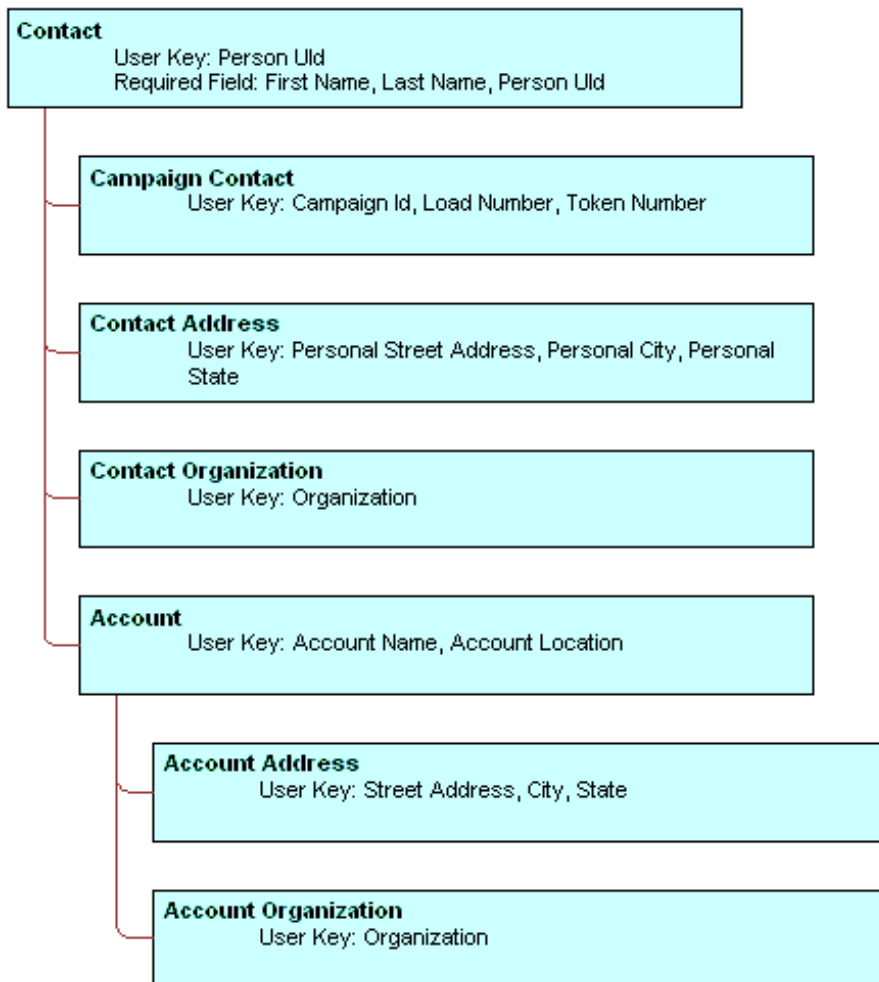 Contact
User Key: Person UId
Required Field: First Name, Last Name, Person UId
Campaign Contact
User Key: Campaign Id, Load Number, Token Number
Contact Address
User Key: Personal Street Address, Personal City, Personal
State
Contact Organization
User Key: Organization
Account
User Key: Account Name, Account Location
Account Address
User Key: Street Address, City, State
Account Organization
User Key: Organization